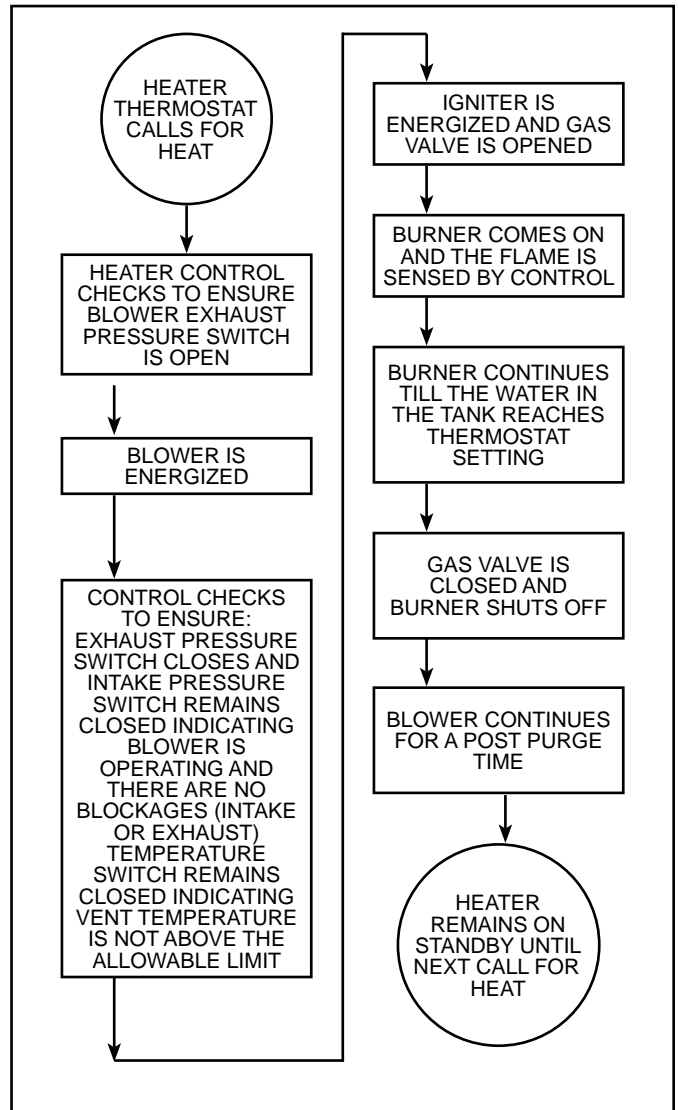 HEATER
THERMOSTAT
CALLS FOR
HEAT
HEATER CONTROL
CHECKS TO ENSURE
BLOWER EXHAUST
PRESSURE SWITCH
IS OPEN
BLOWER IS
ENERGIZED
CONTROL CHECKS
TO ENSURE:
EXHAUST PRESSURE
SWITCH CLOSES AND
INTAKE PRESSURE
SWITCH REMAINS
CLOSED INDICATING
BLOWER IS
OPERATING AND
THERE ARE NO
BLOCKAGES (INTAKE
OR EXHAUST)
TEMPERATURE
SWITCH REMAINS
CLOSED INDICATING
VENT TEMPERATURE
IS NOT ABOVE THE
ALLOWABLE LIMIT
IGNITER IS
ENERGIZED AND GAS
VALVE IS OPENED
BURNER COMES ON
AND THE FLAME IS
SENSED BY CONTROL
BURNER CONTINUES
TILL THE WATER IN
THE TANK REACHES
THERMOSTAT
SETTING
GAS VALVE IS
CLOSED AND
BURNER SHUTS OFF
BLOWER CONTINUES
FOR A POST PURGE
TIME
HEATER
REMAINS ON
STANDBY UNTIL
NEXT CALL FOR
HEAT